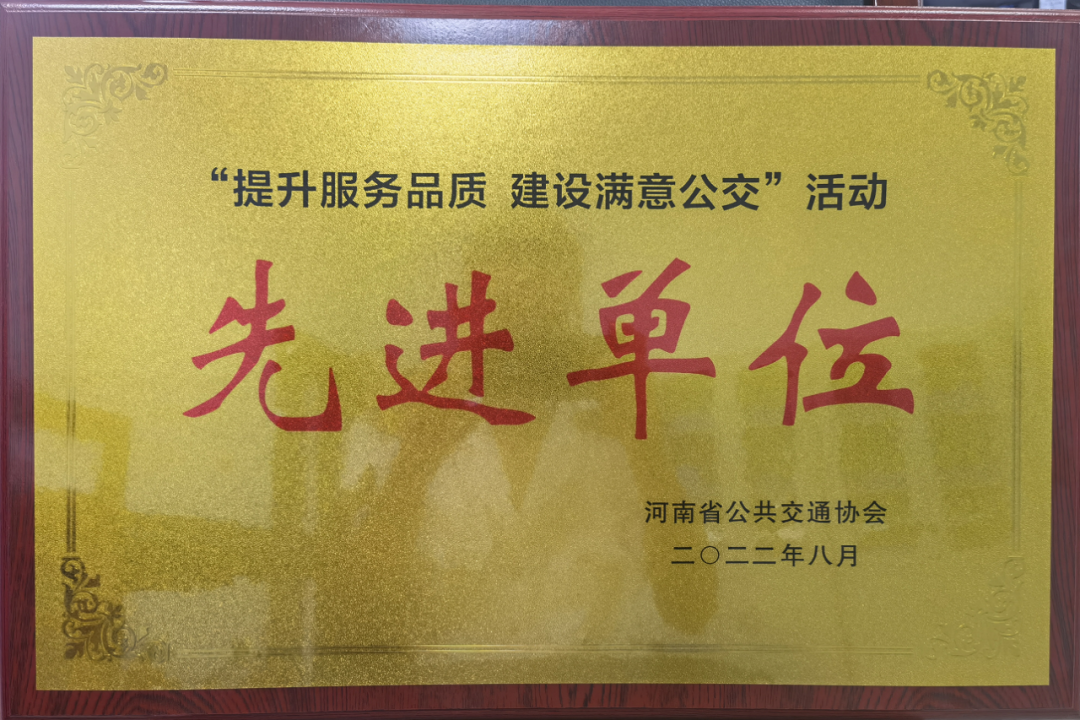 “提升服务品质 建设满意公交”活动
先进单位
河南省公共交通协会
二〇二二年八月